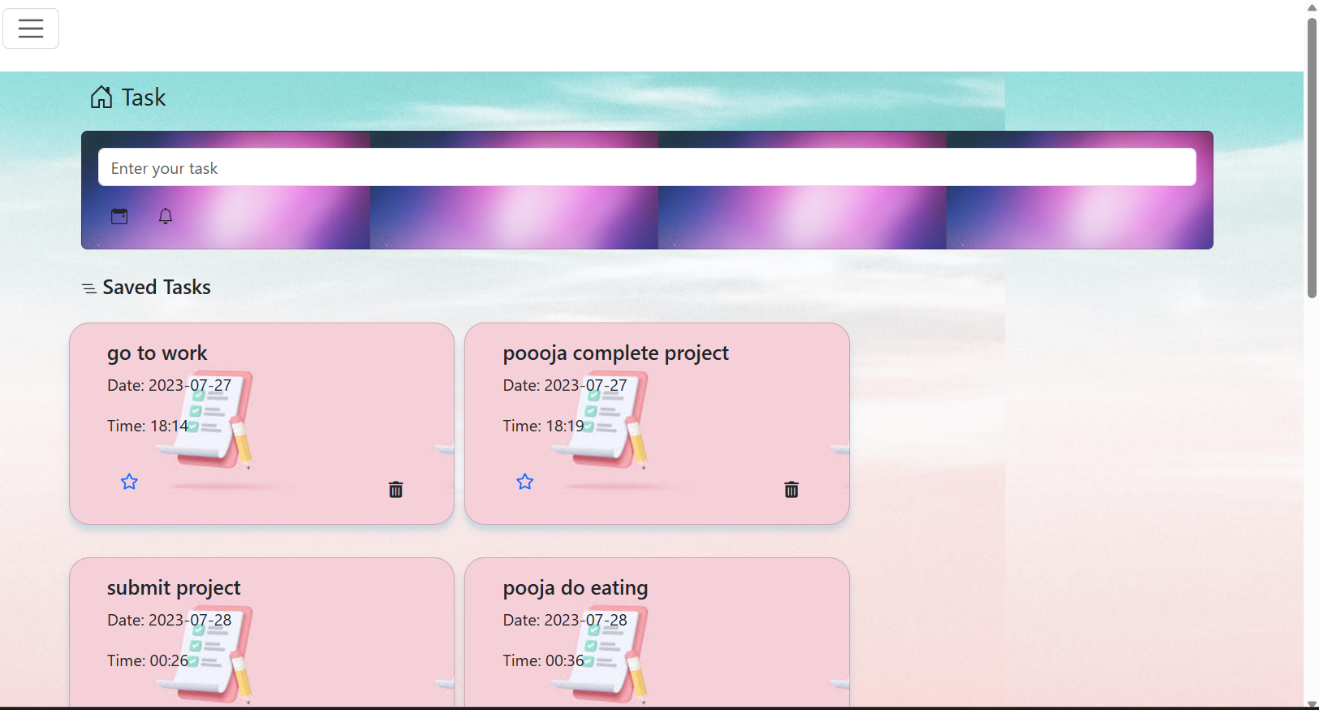 Task
Enter your task
Saved Tasks
go to work
Date: 2023-07-27
Time: 18:14
poooja complete project
Date: 2023-07-27
Time: 18:19
submit project
Date: 2023-07-28
Time: 00:26
pooja do eating
Date: 2023-07-28
Time: 00:36